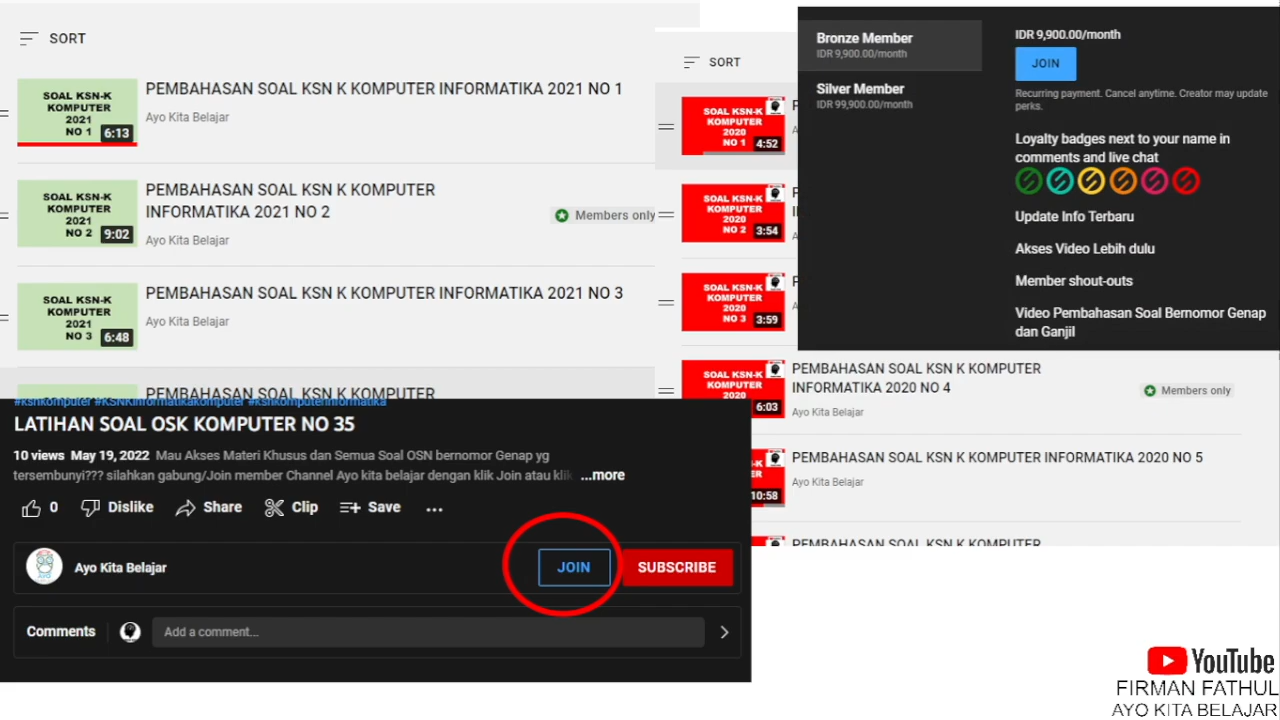 SORT
SOAL KSN-K
KOMPUTER
2021
NO 1
6:13
PEMBAHASAN SOAL KSN K KOMPUTER INFORMATIKA 2021 NO 1
Ayo Kita Belajar
SOAL KSN-K
KOMPUTER
2021
NO 2
9:02
PEMBAHASAN SOAL KSN K KOMPUTER
INFORMATIKA 2021 NO 2
Members only
Ayo Kita Belajar
SOAL KSN-K
KOMPUTER
2021
NO 3
6:48
PEMBAHASAN SOAL KSN K KOMPUTER INFORMATIKA 2021 NO 3
Ayo Kita Belajar
PEMBAHASAN SOAL KSN K KOMPUTER
SORT
SOAL KSN-K
KOMPUTER
2020
NO 1
4:52
SOAL KSN-K
KOMPUTER
2020
NO 2
3:54
SOAL KSN-K
KOMPUTER
2020
NO 3
3:59
SOAL KSN-K
KOMPUTER
6:03
PEMBAHASAN SOAL KSN K KOMPUTER
INFORMATIKA 2020 NO 4
Members only
Ayo Kita Belajar
10:58
PEMBAHASAN SOAL KSN K KOMPUTER INFORMATIKA 2020 NO 5
Ayo Kita Belajar
PEMBAHASAN SOAL KSN K KOMPUTER
Bronze Member
IDR 9,900.00/month
Silver Member
IDR 99,900.00/month
IDR 9,900.00/month
JOIN
Recurring payment. Cancel anytime. Creator may update
perks.
Loyalty badges next to your name in
comments and live chat
Update Info Terbaru
Akses Video Lebih dulu
Member shout-outs
Video Pembahasan Soal Bernomor Genap
dan Ganjil
#ksnkomputer #KSNKinformatikakomputer #ksnkomputerinformatika
LATIHAN SOAL OSK KOMPUTER NO 35
10 views May 19, 2022 Mau Akses Materi Khusus dan Semua Soal OSN bernomor Genap yg
tersembunyi??? silahkan gabung/Join member Channel Ayo kita belajar dengan klik Join atau klik ...more
0 Dislike Share Clip Save ...
Ayo Kita Belajar
JOIN
SUBSCRIBE
Comments
Add a comment...
YouTube
FIRMAN FATHUL
AYO KITA BELAJAR